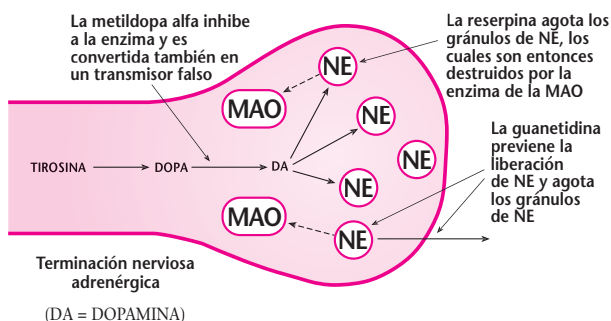 La metildopa alfa inhibe
a la enzima y es
convertida también en
un transmisor falso
La reserpina agota los
gránulos de NE, los
cuales son entonces
destruidos por la
enzima de la MAO
NE
MAO
NE
La guanetidina
previene la
liberación
de NE y agota
los gránulos
de NE
NE
TIROSINA
DOPA
DA
NE
MAO
NE
Terminación nerviosa
adrenérgica
(DA = DOPAMINA)